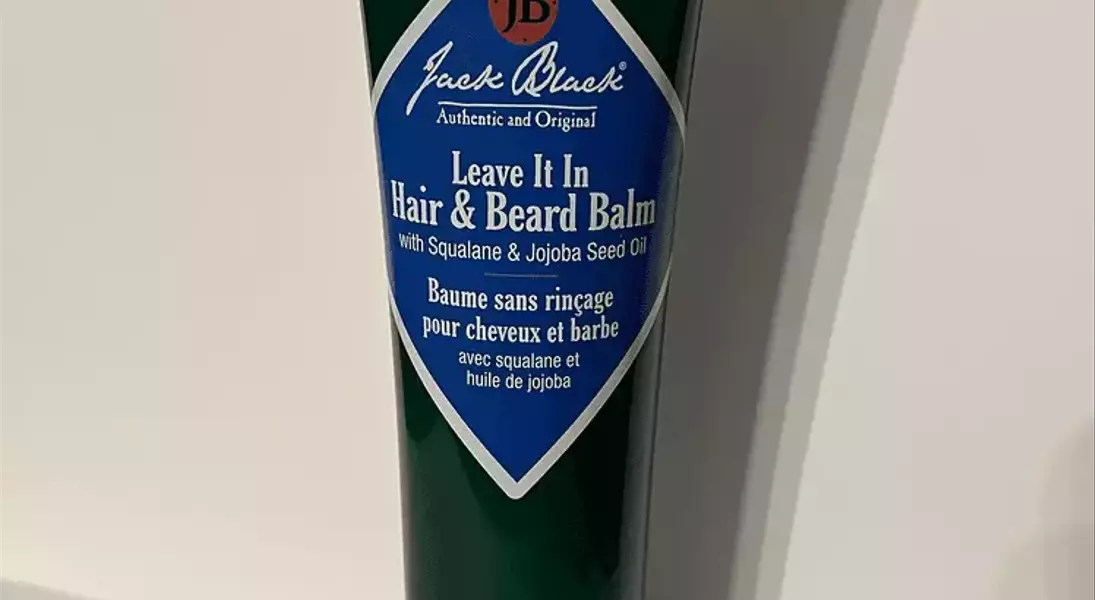 JB
Jack Black®
Authentic and Original
Leave It In
Hair & Beard Balm
with Squalane & Jojoba Seed Oil
Baume sans rinçage
pour cheveux et barbe
avec squalane et
huile de jojoba